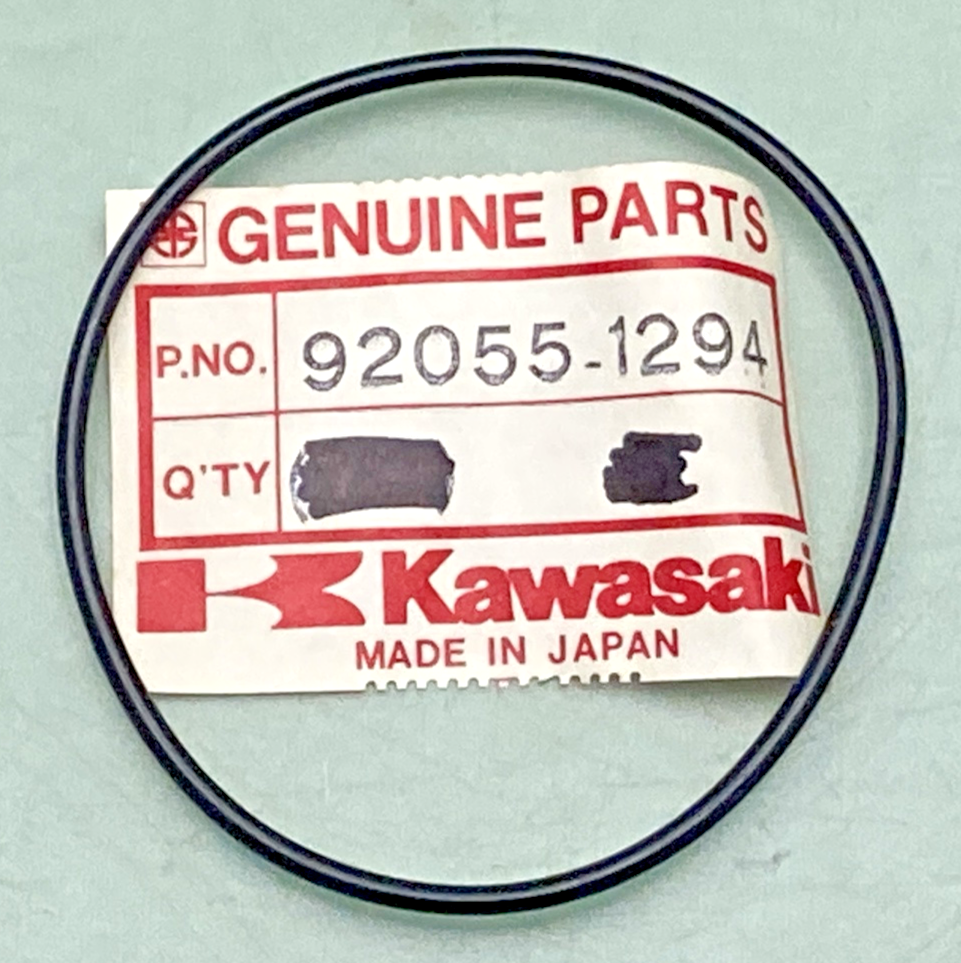 GENUINE PARTS
P.NO. 92055-1294
Q'TY
Kawasaki
MADE IN JAPAN